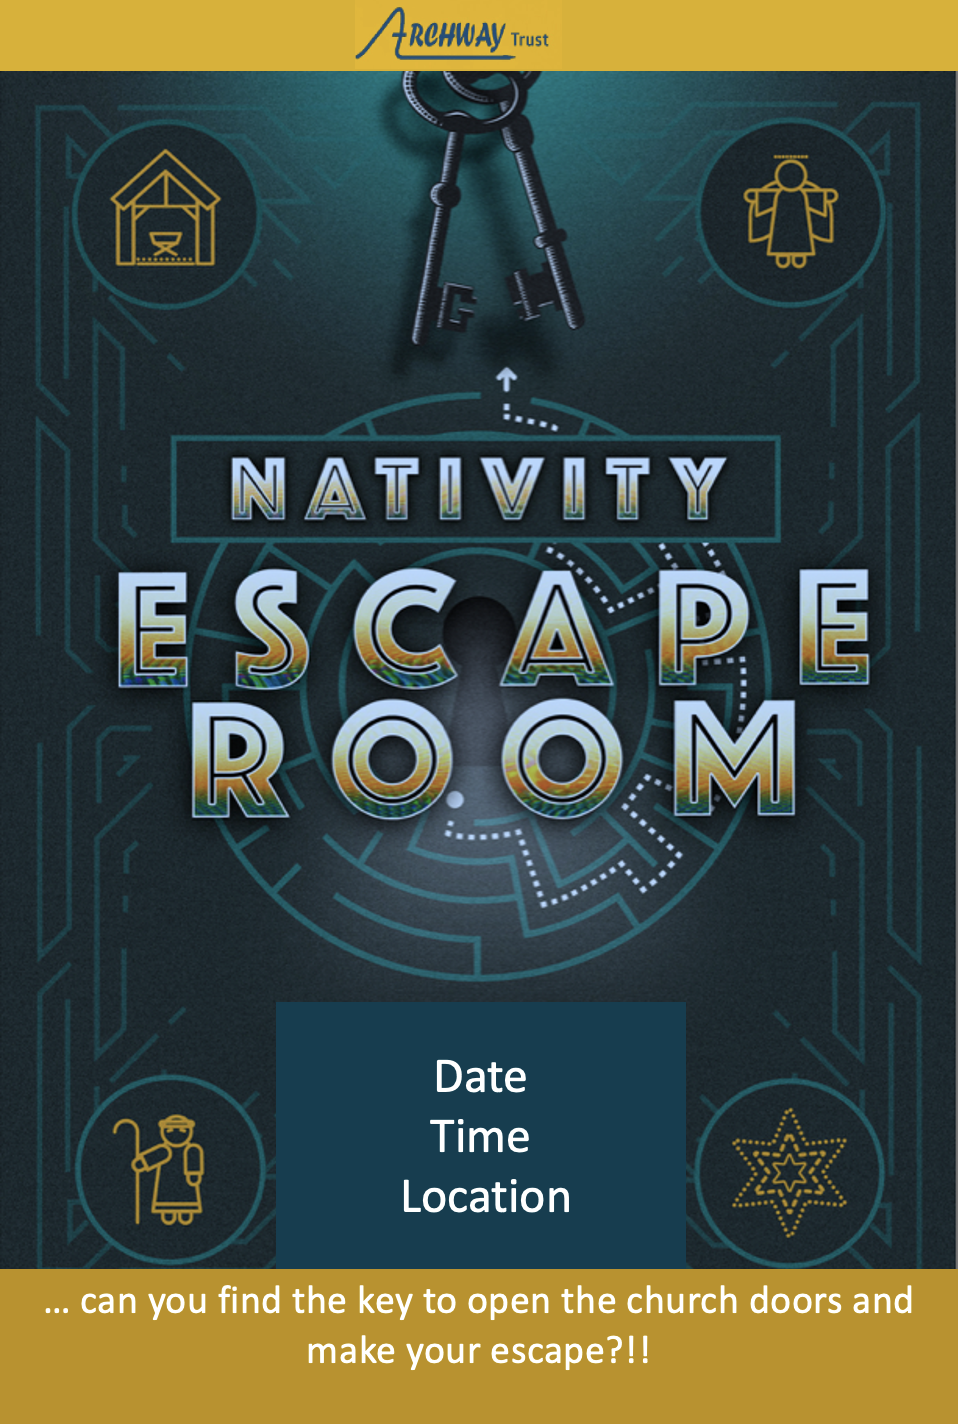 ARCHWAY Trust
NATIVITY
ESCAPE
ROOM
Date
Time
Location
... can you find the key to open the church doors and
make your escape?!!